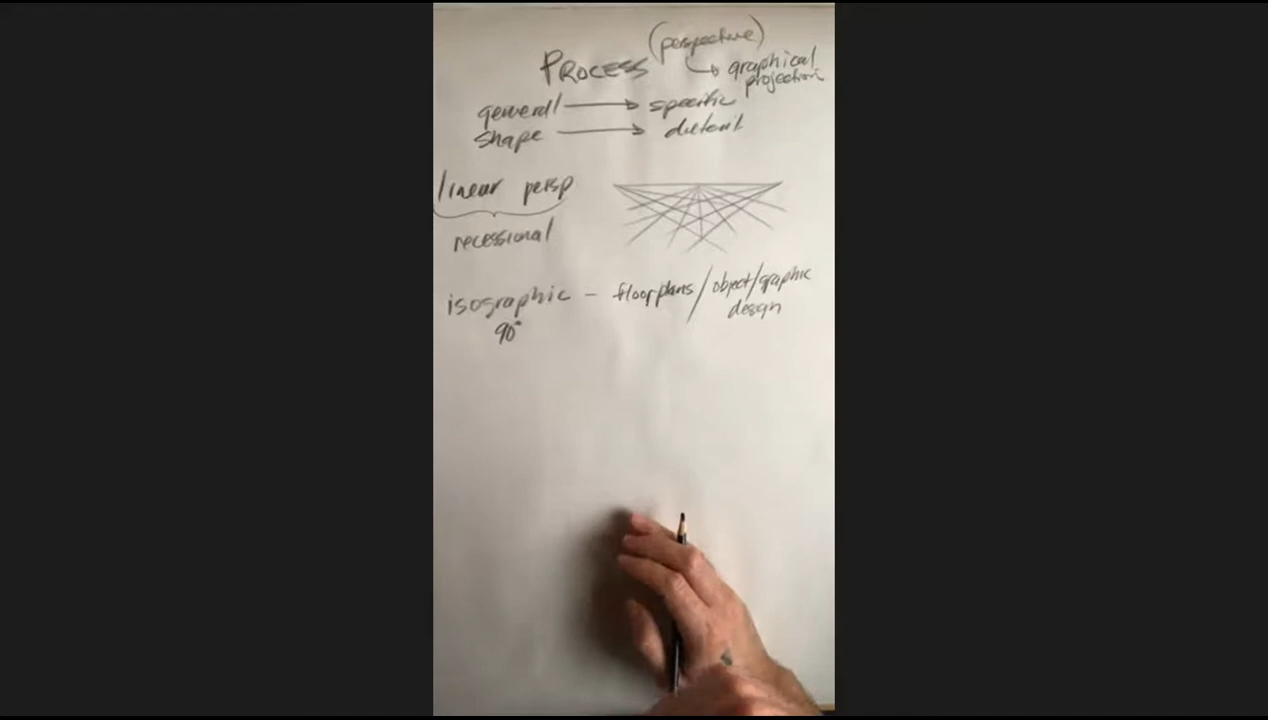 (perspective)
PROCESS
graphical
projection
general → specific
shape → detail
linear persp
recessional
isographic - floorplans / object/graphic
design
90°